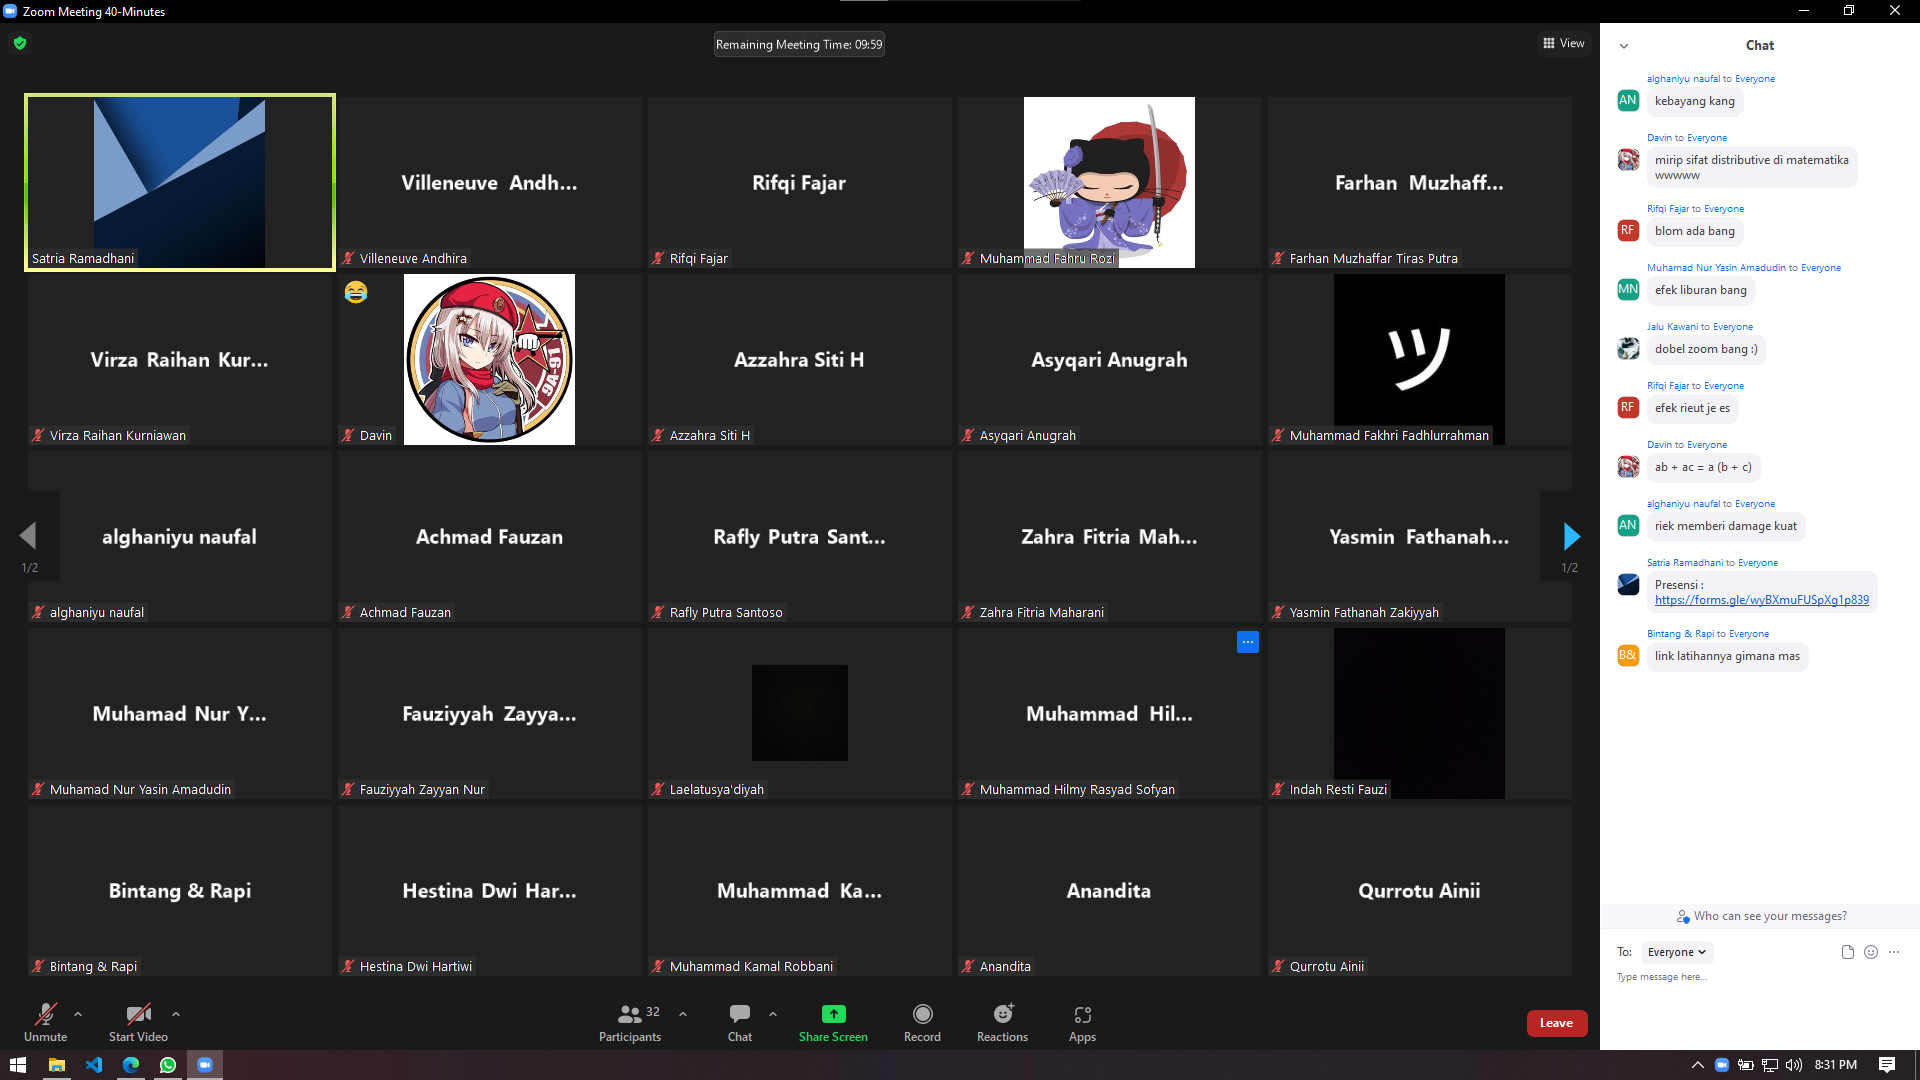 Zoom Meeting 40-Minutes
Remaining Meeting Time: 09:59
View
Satria Ramadhani
Villeneuve Andh...
Villeneuve Andhira
Rifqi Fajar
Rifqi Fajar
Muhammad Fahru Rozi
Farhan Muzhaff...
Farhan Muzhaffar Tiras Putra
Virza Raihan Kur...
Virza Raihan Kurniawan
9A-91
Davin
Azzahra Siti H
Azzahra Siti H
Asyqari Anugrah
Asyqari Anugrah
ツ
Muhammad Fakhri Fadhlurrahman
1/2
alghaniyu naufal
alghaniyu naufal
Achmad Fauzan
Achmad Fauzan
Rafly Putra Sant...
Rafly Putra Santoso
Zahra Fitria Mah...
Zahra Fitria Maharani
Yasmin Fathanah...
Yasmin Fathanah Zakiyyah
1/2
Muhamad Nur Y...
Muhamad Nur Yasin Amadudin
Fauziyyah Zayya...
Fauziyyah Zayyan Nur
Laelatusya'diyah
Muhammad Hil...
Muhammad Hilmy Rasyad Sofyan
Indah Resti Fauzi
Bintang & Rapi
Bintang & Rapi
Hestina Dwi Har...
Hestina Dwi Hartiwi
Muhammad Ka...
Muhammad Kamal Robbani
Anandita
Anandita
Qurrotu Ainii
Qurrotu Ainii
Unmute
Start Video
32
Participants
Chat
Share Screen
Record
Reactions
Apps
Leave
Chat
alghaniyu naufal to Everyone
AN
kebayang kang
Davin to Everyone
mirip sifat distributive di matematika
wwwww
Rifqi Fajar to Everyone
RF
blom ada bang
Muhamad Nur Yasin Amadudin to Everyone
MN
efek liburan bang
Jalu Kawani to Everyone
dobel zoom bang :)
Rifqi Fajar to Everyone
RF
efek rieut je es
Davin to Everyone
ab + ac = a (b + c)
alghaniyu naufal to Everyone
AN
riek memberi damage kuat
Satria Ramadhani to Everyone
Presensi :
https://forms.gle/wyBXmuFUSpXg1p839
Bintang & Rapi to Everyone
B&
link latihannya gimana mas
Who can see your messages?
To:
Everyone
Type message here...
8:31 PM